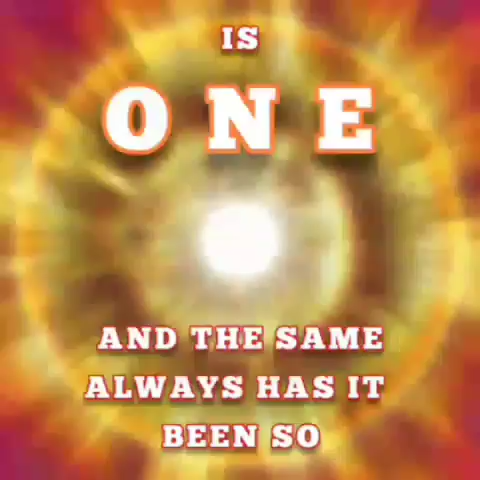 IS
ONE
AND THE SAME
ALWAYS HAS IT
BEEN SO